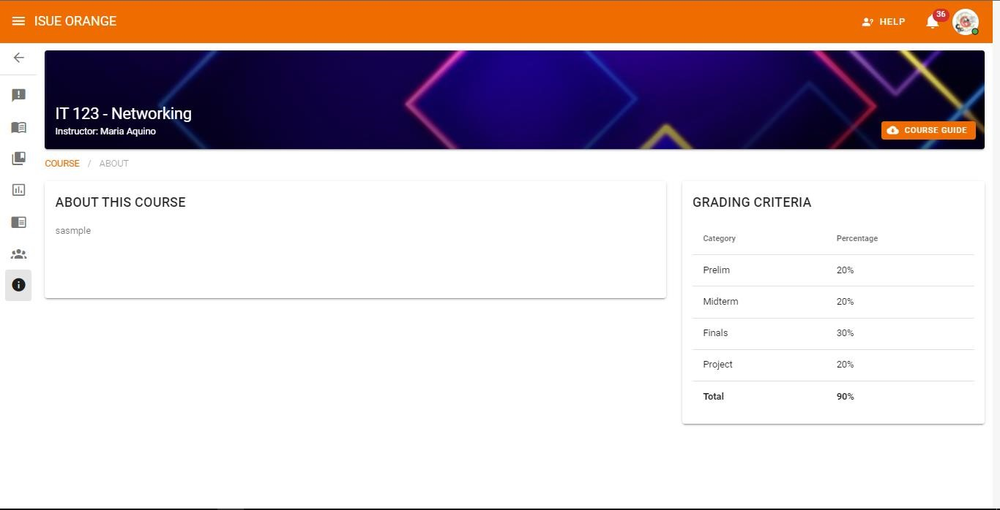 ISUE ORANGE
HELP
36
IT 123 - Networking
Instructor: Maria Aquino
COURSE GUIDE
COURSE / ABOUT
ABOUT THIS COURSE
sasmple
GRADING CRITERIA
Category Percentage
Prelim 20%
Midterm 20%
Finals 30%
Project 20%
Total 90%